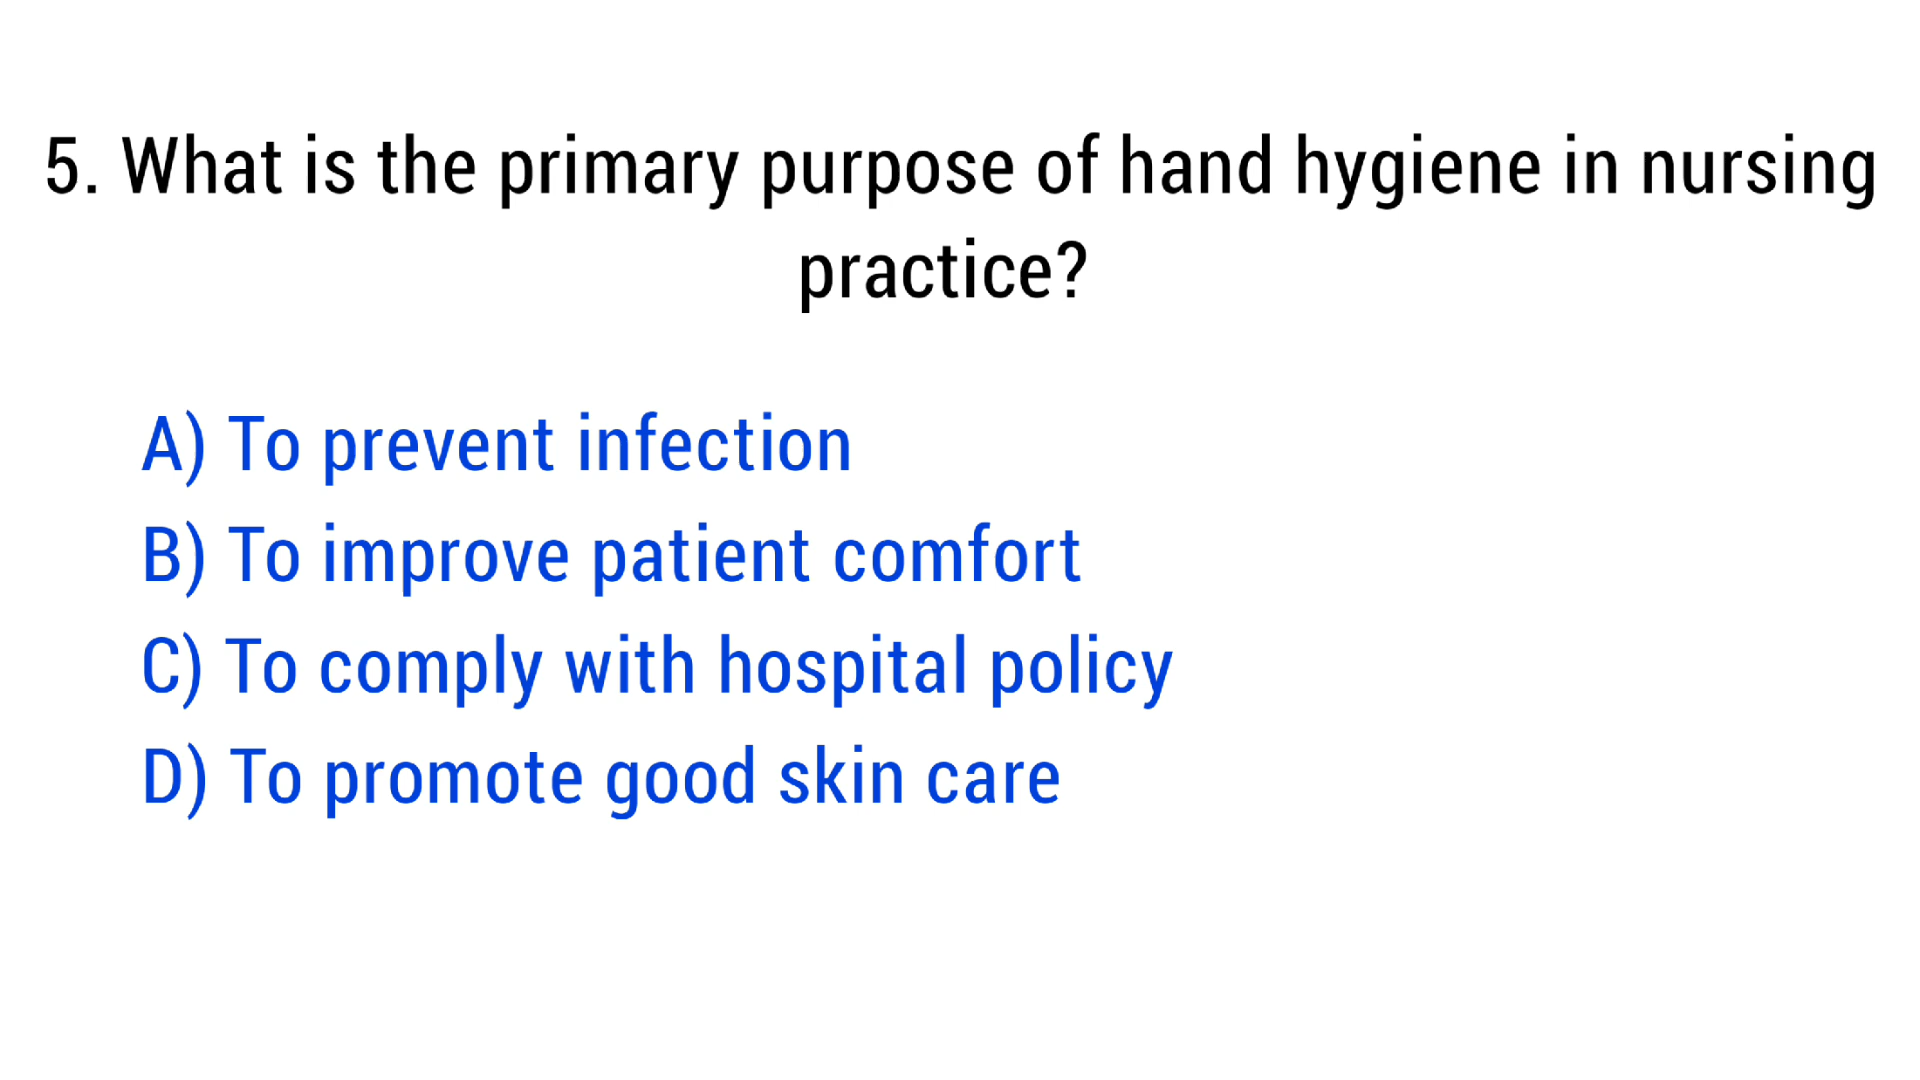 5. What is the primary purpose of hand hygiene in nursing
practice?
A) To prevent infection
B) To improve patient comfort
C) To comply with hospital policy
D) To promote good skin care